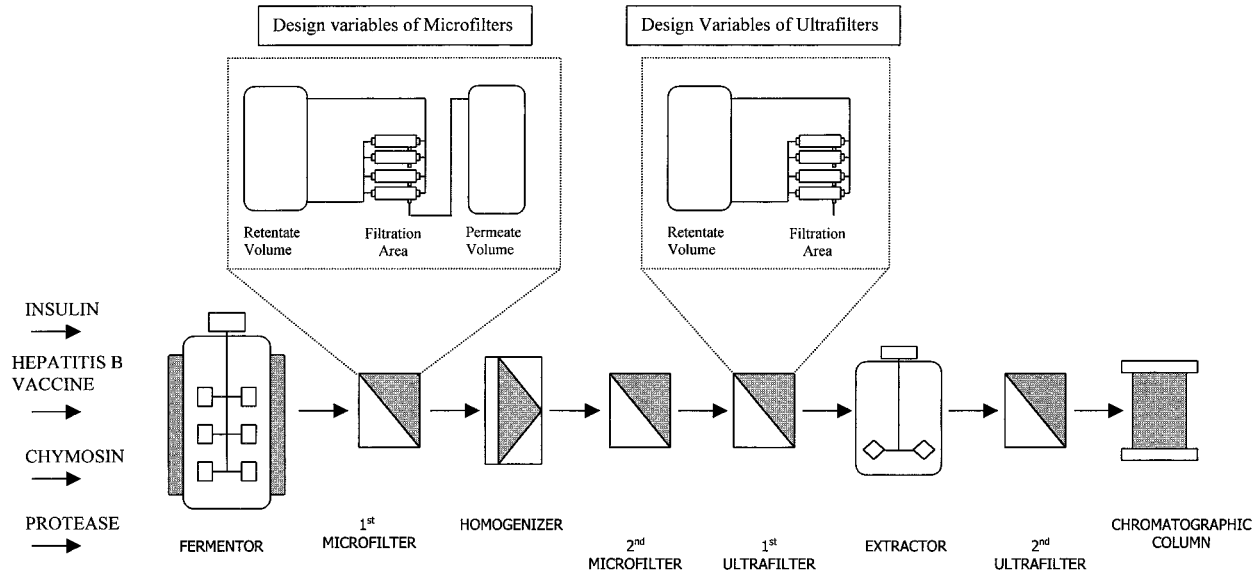 Design variables of Microfilters
Design Variables of Ultrafilters
Retentate
Volume
Filtration
Area
Permeate
Volume
Retentate
Volume
Filtration
Area
INSULIN
HEPATITIS B
VACCINE
CHYMOSIN
PROTEASE
FERMENTOR
1st
MICROFILTER
HOMOGENIZER
2nd
MICROFILTER
1st
ULTRAFILTER
EXTRACTOR
2nd
ULTRAFILTER
CHROMATOGRAPHIC
COLUMN